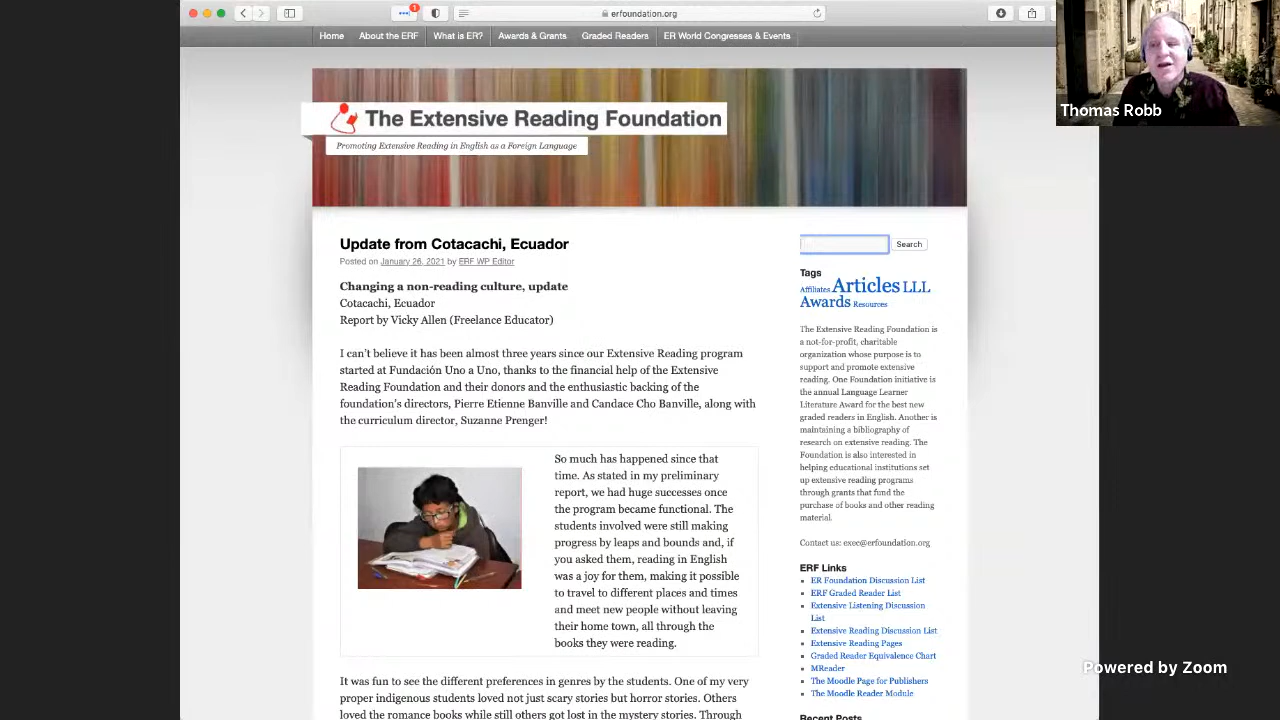 1
erfoundation.org
Home About the ERF What is ER? Awards & Grants Graded Readers ER World Congresses & Events
Thomas Robb
The Extensive Reading Foundation
Promoting Extensive Reading in English as a Foreign Language
Update from Cotacachi, Ecuador
Posted on January 26, 2021 by ERF WP Editor
Changing a non-reading culture, update
Cotacachi, Ecuador
Report by Vicky Allen (Freelance Educator)
I can't believe it has been almost three years since our Extensive Reading program
started at Fundación Uno a Uno, thanks to the financial help of the Extensive
Reading Foundation and their donors and the enthusiastic backing of the
foundation's directors, Pierre Etienne Banville and Candace Cho Banville, along with
the curriculum director, Suzanne Prenger!
So much has happened since that
time. As stated in my preliminary
report, we had huge successes once
the program became functional. The
students involved were still making
progress by leaps and bounds and, if
you asked them, reading in English
was a joy for them, making it possible
to travel to different places and times
and meet new people without leaving
their home town, all through the
books they were reading.
It was fun to see the different preferences in genres by the students. One of my very
proper indigenous students loved not just scary stories but horror stories. Others
loved the romance books while still others got lost in the mystery stories. Through
Search
Tags
Affiliates Articles LLL
Awards Resources
The Extensive Reading Foundation is
a not-for-profit, charitable
organization whose purpose is to
support and promote extensive
reading. One Foundation initiative is
the annual Language Learner
Literature Award for the best new
graded readers in English. Another is
maintaining a bibliography of
research on extensive reading. The
Foundation is also interested in
helping educational institutions set
up extensive reading programs
through grants that fund the
purchase of books and other reading
material.
Contact us: exec@erfoundation.org
ERF Links
ER Foundation Discussion List
ERF Graded Reader List
Extensive Listening Discussion
List
Extensive Reading Discussion List
Extensive Reading Pages
Graded Reader Equivalence Chart
MReader
The Moodle Page for Publishers
The Moodle Reader Module
Recent Posts
Powered by Zoom